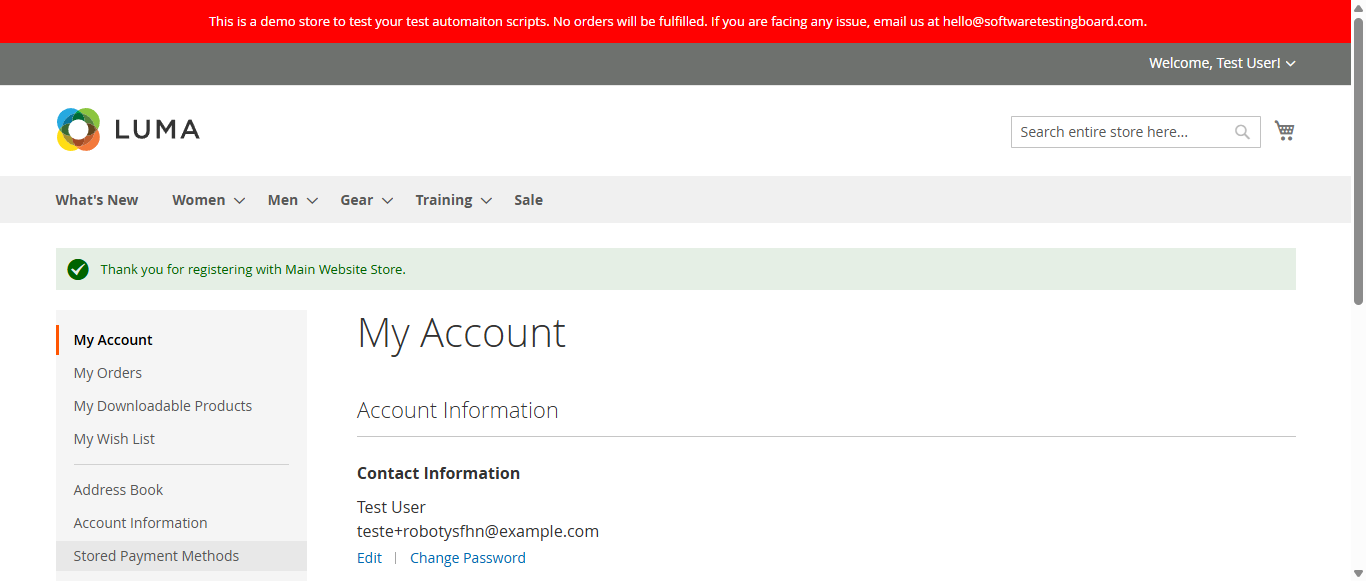 This is a demo store to test your test automaiton scripts. No orders will be fulfilled. If you are facing any issue, email us at hello@softwaretestingboard.com.
Welcome, Test User!
LUMA
Search entire store here...
What's New Women Men Gear Training Sale
Thank you for registering with Main Website Store.
My Account
My Orders
My Downloadable Products
My Wish List
Address Book
Account Information
Stored Payment Methods
My Account
Account Information
Contact Information
Test User
teste+robotysfhn@example.com
Edit | Change Password